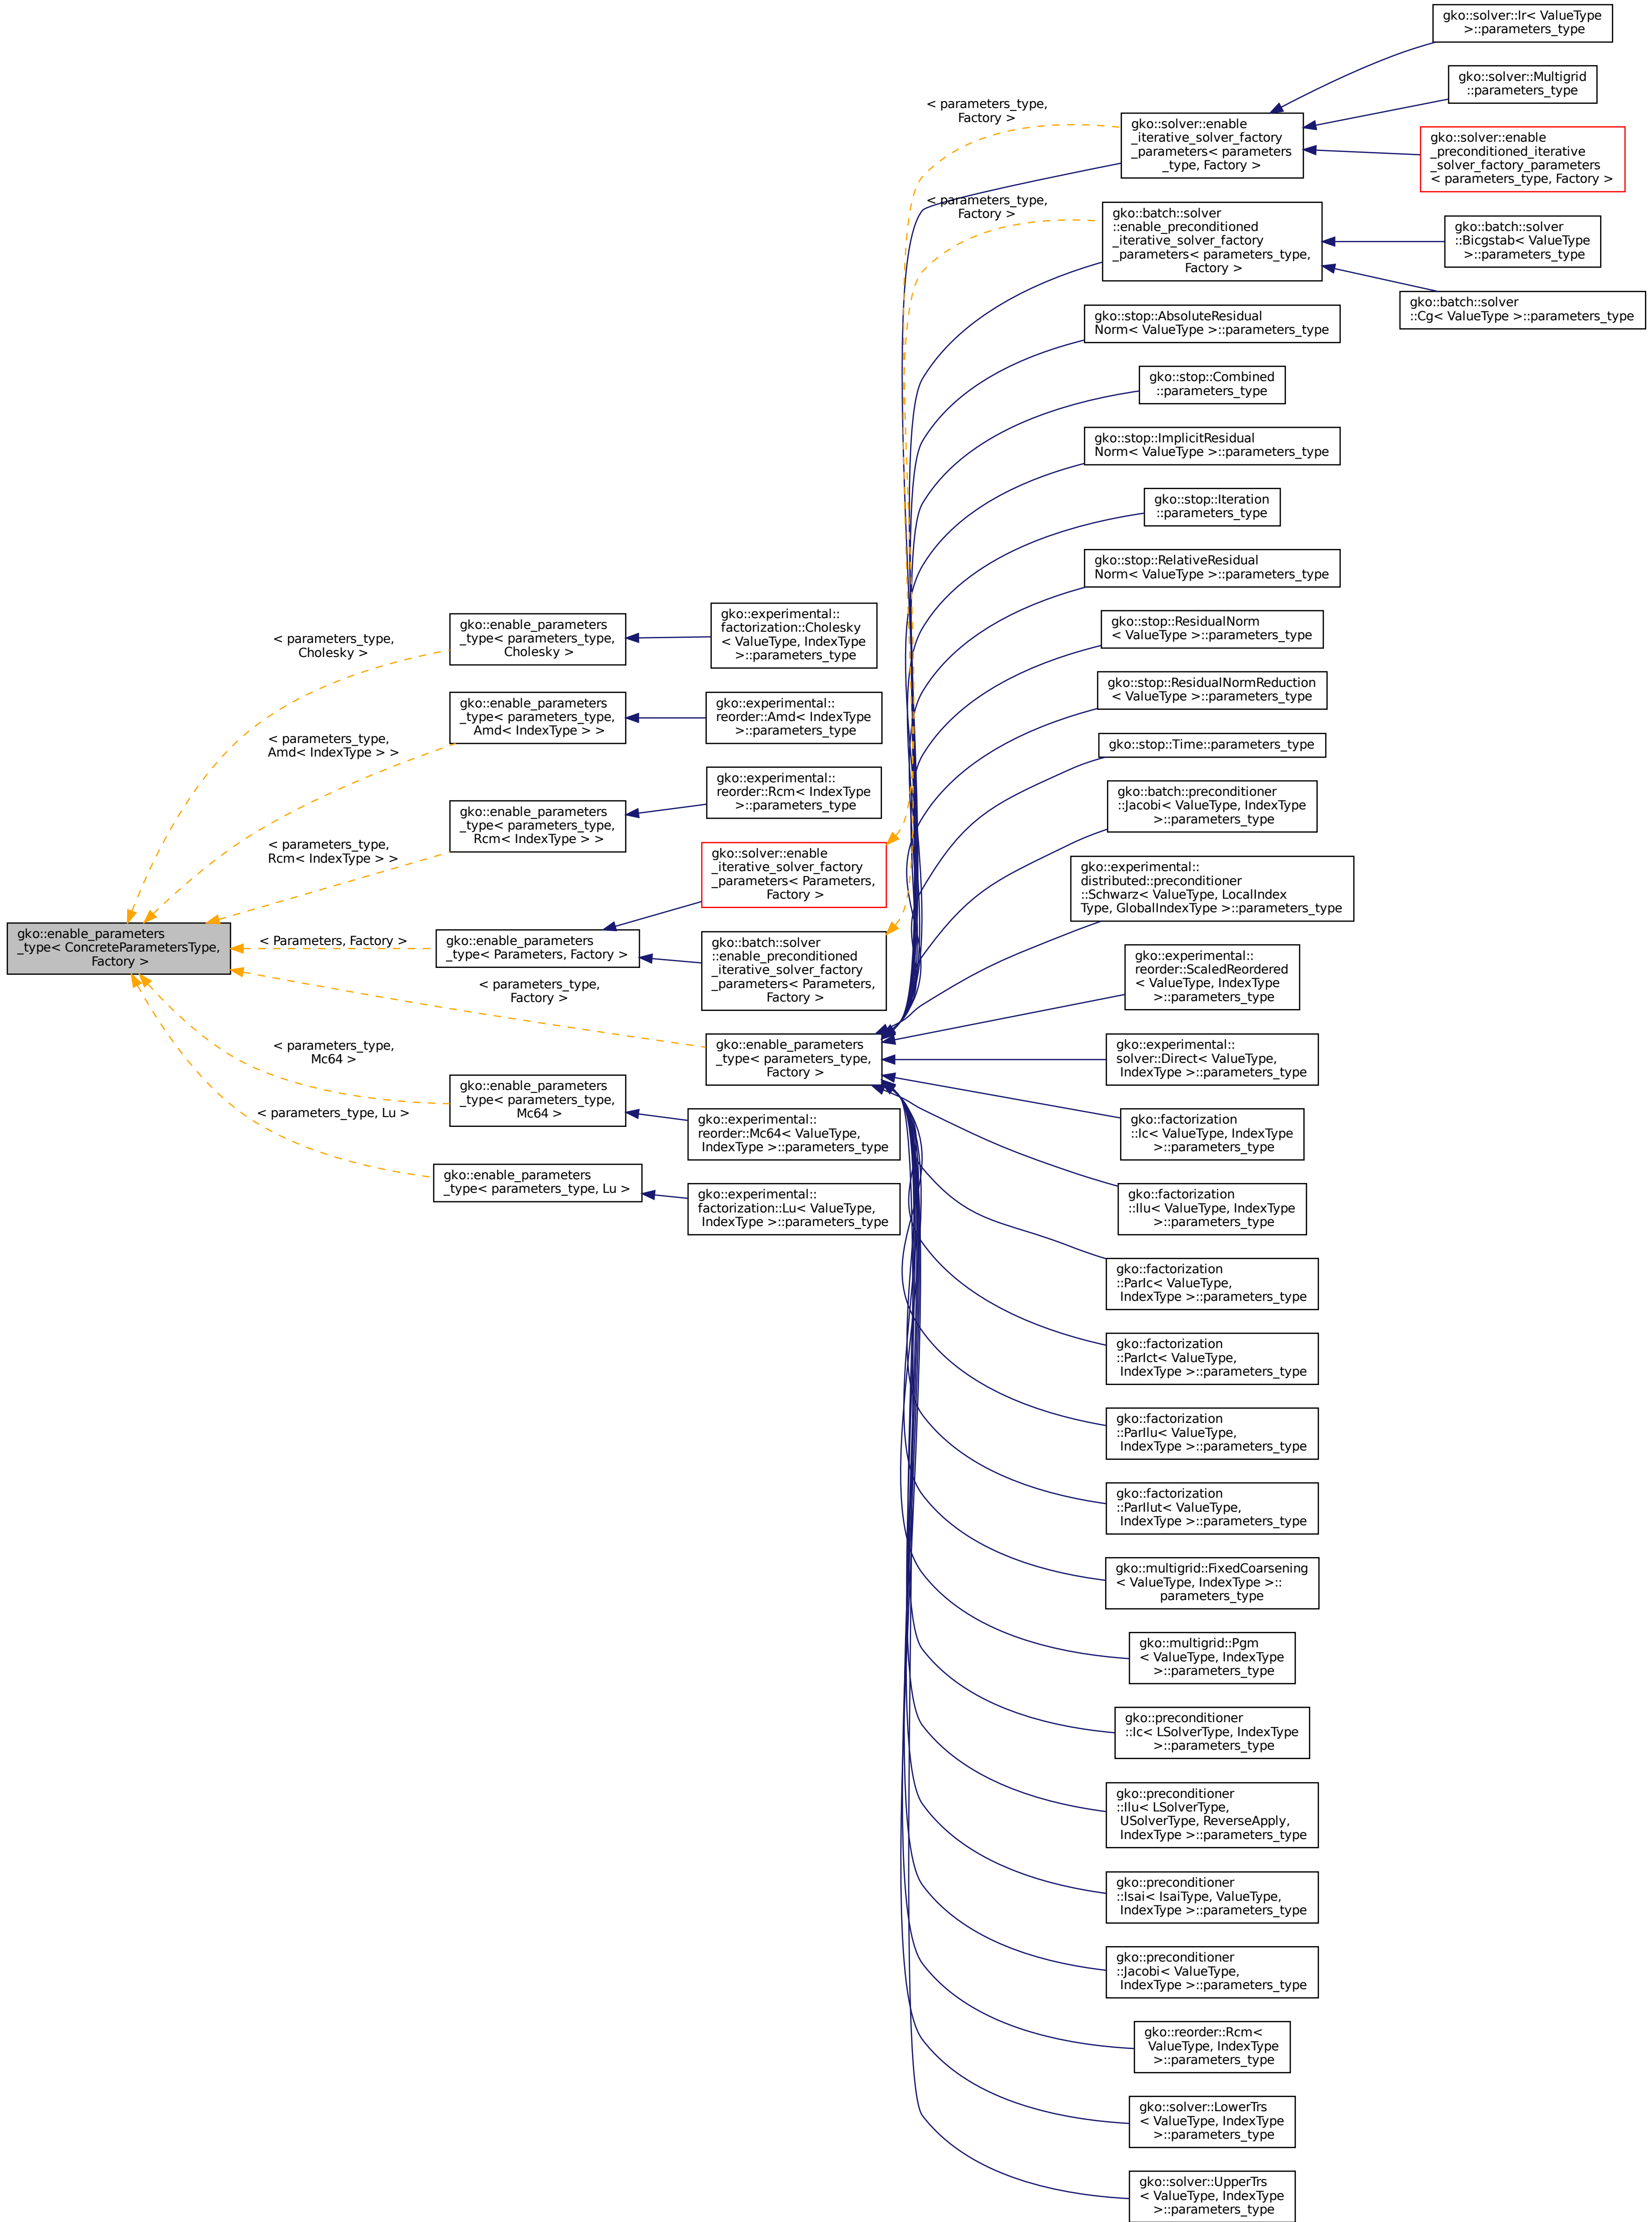 gko::solver::Ir< ValueType
>::parameters_type
gko::solver::Multigrid
::parameters_type
< parameters_type,
Factory >
gko::solver::enable
_iterative_solver_factory
_parameters< parameters
_type, Factory >
gko::solver::enable
_preconditioned_iterative
_solver_factory_parameters
< parameters_type, Factory >
< parameters_type,
Factory >
gko::batch::solver
::enable_preconditioned
_iterative_solver_factory
_parameters< parameters_type,
Factory >
gko::batch::solver
::Bicgstab< ValueType
>::parameters_type
gko::batch::solver
::Cg< ValueType >::parameters_type
gko::stop::AbsoluteResidual
Norm< ValueType >::parameters_type
gko::stop::Combined
::parameters_type
gko::stop::ImplicitResidual
Norm< ValueType >::parameters_type
gko::stop::Iteration
::parameters_type
gko::stop::RelativeResidual
Norm< ValueType >::parameters_type
gko::stop::ResidualNorm
< ValueType >::parameters_type
gko::stop::ResidualNormReduction
< ValueType >::parameters_type
gko::stop::Time::parameters_type
gko::batch::preconditioner
::Jacobi< ValueType, IndexType
>::parameters_type
gko::experimental::
distributed::preconditioner
::Schwarz< ValueType, LocalIndex
Type, GlobalIndexType >::parameters_type
gko::experimental::
reorder::ScaledReordered
< ValueType, IndexType
>::parameters_type
gko::experimental::
solver::Direct< ValueType,
IndexType >::parameters_type
gko::factorization
::Ic< ValueType, IndexType
>::parameters_type
gko::factorization
::Ilu< ValueType, IndexType
>::parameters_type
gko::factorization
::ParIc< ValueType,
IndexType >::parameters_type
gko::factorization
::ParIct< ValueType,
IndexType >::parameters_type
gko::factorization
::ParIlu< ValueType,
IndexType >::parameters_type
gko::factorization
::ParIlut< ValueType,
IndexType >::parameters_type
gko::multigrid::FixedCoarsening
< ValueType, IndexType >::
parameters_type
gko::multigrid::Pgm
< ValueType, IndexType
>::parameters_type
gko::preconditioner
::Ic< LSolverType, IndexType
>::parameters_type
gko::preconditioner
::Ilu< LSolverType,
USolverType, ReverseApply,
IndexType >::parameters_type
gko::preconditioner
::Isai< IsaiType, ValueType,
IndexType >::parameters_type
gko::preconditioner
::Jacobi< ValueType,
IndexType >::parameters_type
gko::reorder::Rcm<
ValueType, IndexType
>::parameters_type
gko::solver::LowerTrs
< ValueType, IndexType
>::parameters_type
gko::solver::UpperTrs
< ValueType, IndexType
>::parameters_type
< parameters_type,
Cholesky >
gko::enable_parameters
_type< parameters_type,
Cholesky >
gko::experimental::
factorization::Cholesky
< ValueType, IndexType
>::parameters_type
< parameters_type,
Amd< IndexType > >
gko::enable_parameters
_type< parameters_type,
Amd< IndexType > >
gko::experimental::
reorder::Amd< IndexType
>::parameters_type
< parameters_type,
Rcm< IndexType > >
gko::enable_parameters
_type< parameters_type,
Rcm< IndexType > >
gko::experimental::
reorder::Rcm< IndexType
>::parameters_type
gko::solver::enable
_iterative_solver_factory
_parameters< Parameters,
Factory >
gko::enable_parameters
_type< ConcreteParametersType,
Factory >
< Parameters, Factory >
gko::enable_parameters
_type< Parameters, Factory >
gko::batch::solver
::enable_preconditioned
_iterative_solver_factory
_parameters< Parameters,
Factory >
< parameters_type,
Factory >
gko::enable_parameters
_type< parameters_type,
Factory >
< parameters_type,
Mc64 >
gko::enable_parameters
_type< parameters_type,
Mc64 >
gko::experimental::
reorder::Mc64< ValueType,
IndexType >::parameters_type
< parameters_type, Lu >
gko::enable_parameters
_type< parameters_type, Lu >
gko::experimental::
factorization::Lu< ValueType,
IndexType >::parameters_type